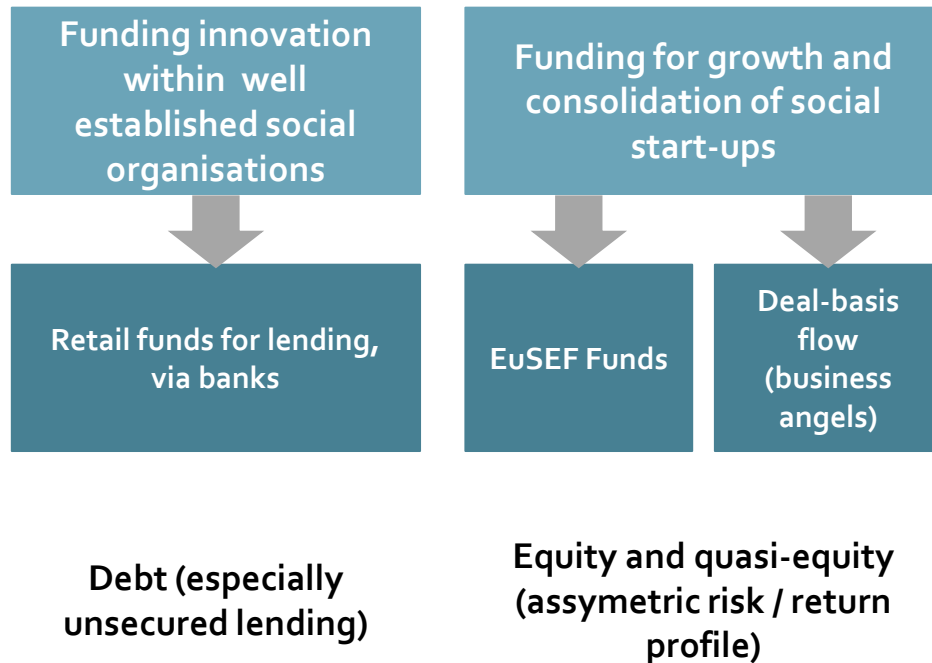 Funding innovation
within well
established social
organisations
Funding for growth and
consolidation of social
start-ups
Retail funds for lending,
via banks
EuSEF Funds
Deal-basis
flow
(business
angels)
Debt (especially
unsecured lending)
Equity and quasi-equity
(assymetric risk / return
profile)